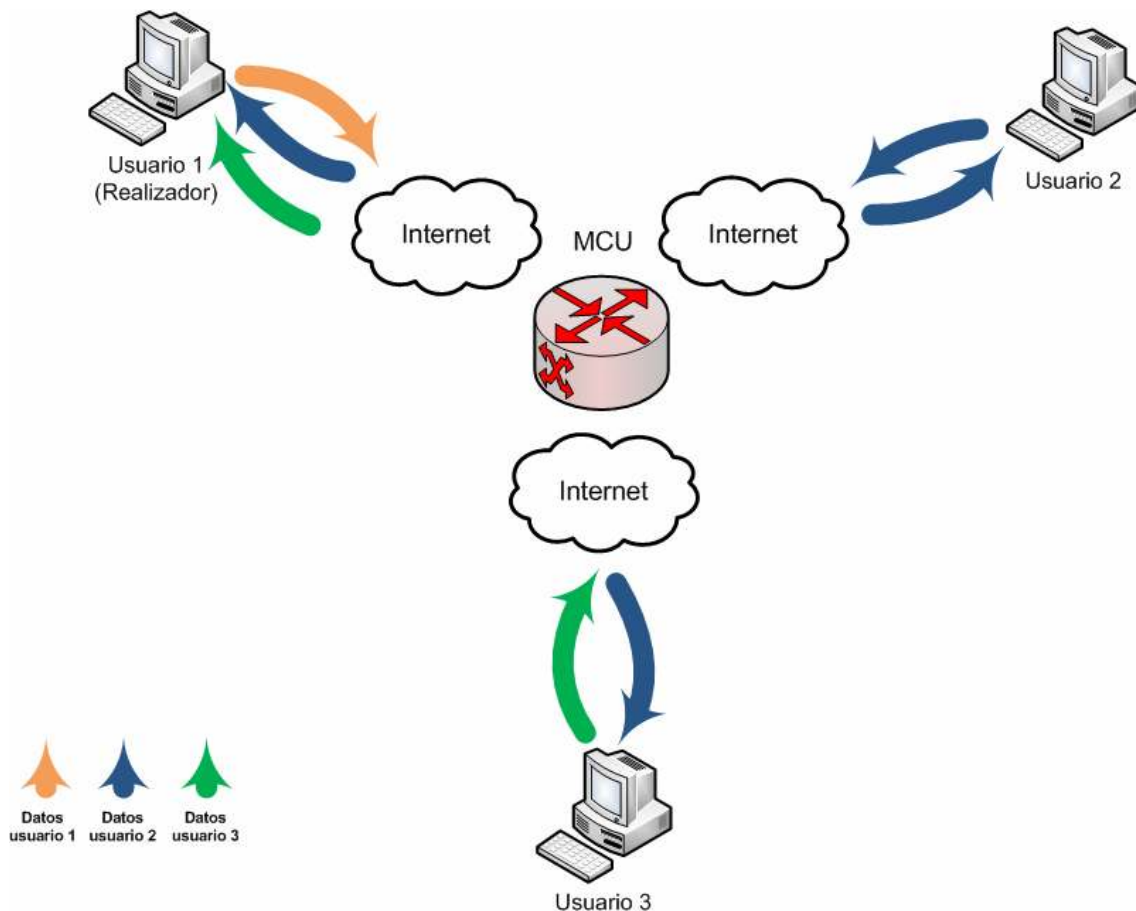 Usuario 1
(Realizador)
Usuario 2
Internet
MCU
Internet
Internet
Datos
usuario 1
Datos
usuario 2
Datos
usuario 3
Usuario 3